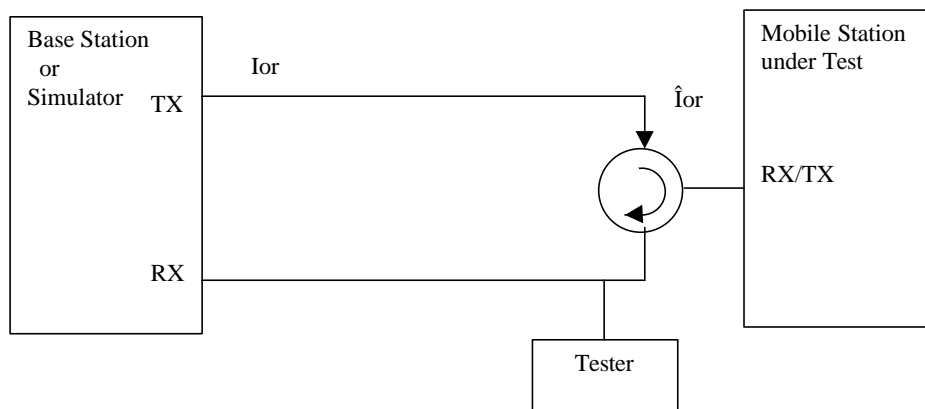 Base Station
or
Simulator
TX
RX
Ior
Îor
Mobile Station
under Test
RX/TX
Tester